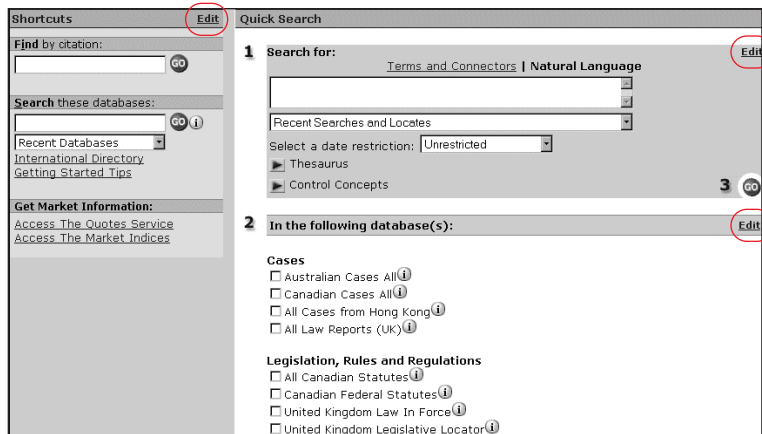 Shortcuts Edit
Find by citation:
GO
Search these databases:
GO i
Recent Databases
International Directory
Getting Started Tips
Get Market Information:
Access The Quotes Service
Access The Market Indices
Quick Search
1 Search for: Edit
Terms and Connectors | Natural Language
Recent Searches and Locates
Select a date restriction: Unrestricted
Thesaurus
Control Concepts
3 GO
2 In the following database(s): Edit
Cases
Australian Cases All i
Canadian Cases All i
All Cases from Hong Kong i
All Law Reports (UK) i
Legislation, Rules and Regulations
All Canadian Statutes i
Canadian Federal Statutes i
United Kingdom Law In Force i
United Kingdom Legislative Locator i